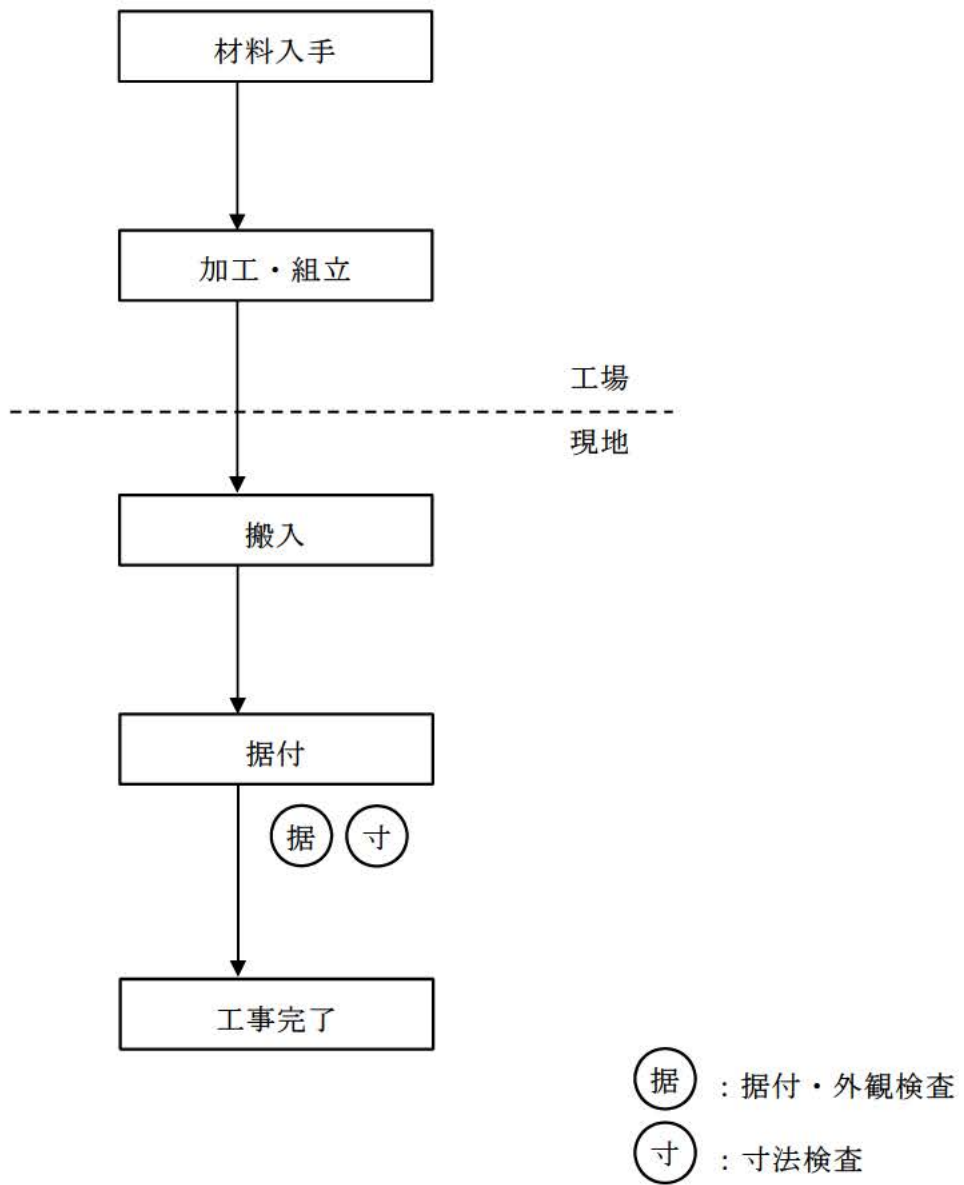 材料入手
加工・組立
工場
現地
搬入
据付
据 寸
工事完了
据 ：据付・外観検査
寸 ：寸法検査